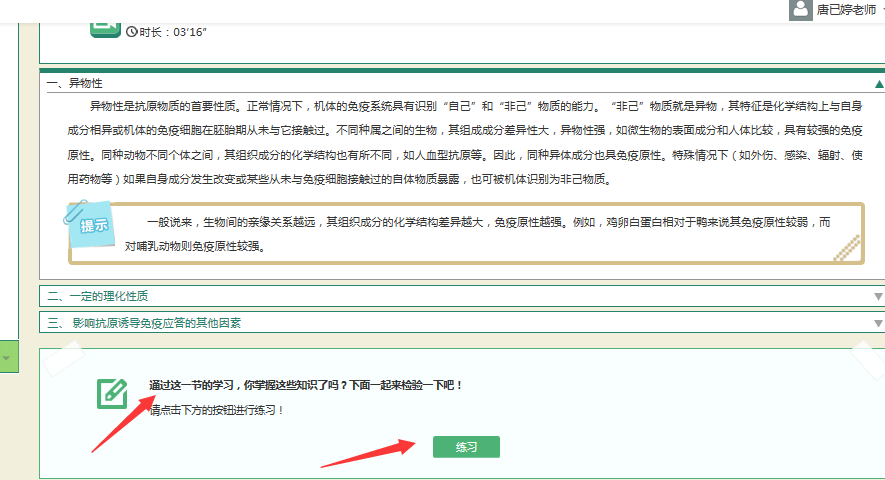 唐已婷老师
时长：03'16"
一、异物性
异物性是抗原物质的首要性质。正常情况下，机体的免疫系统具有识别“自己”和“非己”物质的能力。“非己”物质就是异物，其特征是化学结构上与自身
成分相异或机体的免疫细胞在胚胎期从未与它接触过。不同种属之间的生物，其组成成分差异性大，异物性强，如微生物的表面成分和人体比较，具有较强的免疫
原性。同种动物不同个体之间，其组织成分的化学结构也有所不同，如人血型抗原等。因此，同种异体成分也具免疫原性。特殊情况下（如外伤、感染、辐射、使
用药物等）如果自身成分发生改变或某些从未与免疫细胞接触过的自体物质暴露，也可被机体识别为非己物质。
提示
一般说来，生物间的亲缘关系越远，其组织成分的化学结构差异越大，免疫原性越强。例如，鸡卵白蛋白相对于鸭来说其免疫原性较弱，而
对哺乳动物则免疫原性较强。
二、一定的理化性质
三、 影响抗原诱导免疫应答的其他因素
通过这一节的学习，你掌握这些知识了吗？下面一起来检验一下吧！
请点击下方的按钮进行练习！
练习